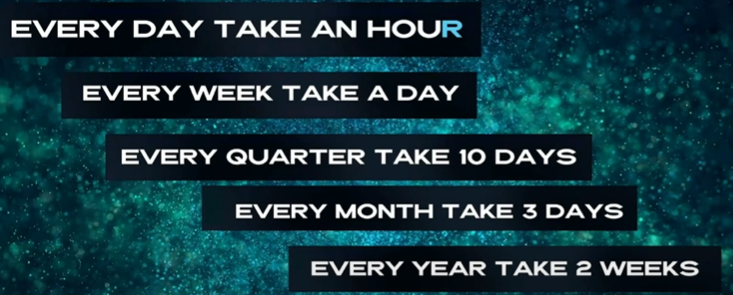 EVERY DAY TAKE AN HOUR
EVERY WEEK TAKE A DAY
EVERY QUARTER TAKE 10 DAYS
EVERY MONTH TAKE 3 DAYS
EVERY YEAR TAKE 2 WEEKS